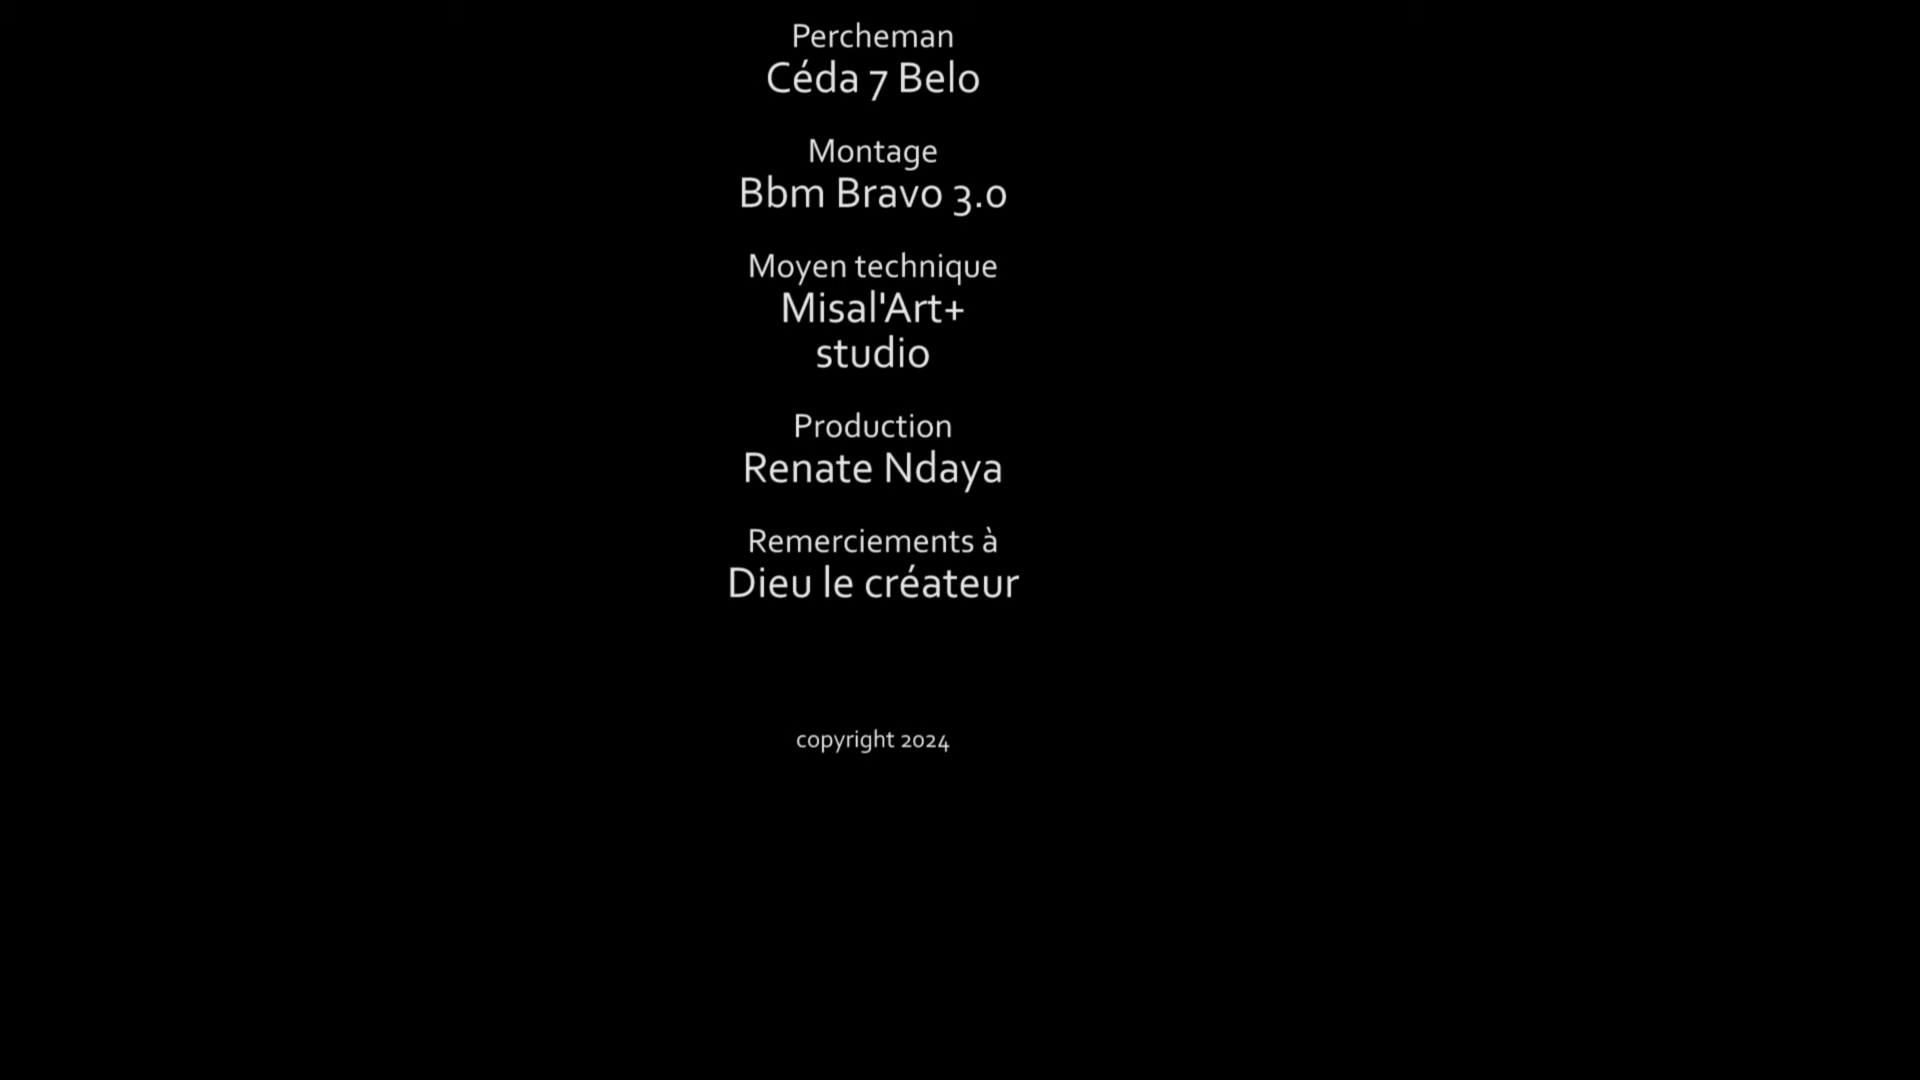 Percheman
Céda 7 Belo
Montage
Bbm Bravo 3.0
Moyen technique
Misal'Art+
studio
Production
Renate Ndaya
Remerciements à
Dieu le créateur
copyright 2024